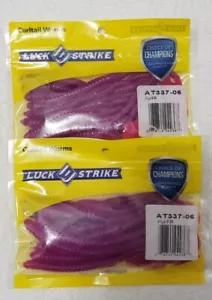 Curltail Worms
CHOICE OF
CHAMPIONS
LUCK STRIKE
AT337-06
Curltail Worms
CHOICE OF
CHAMPIONS
LUCK STRIKE
AT337-06